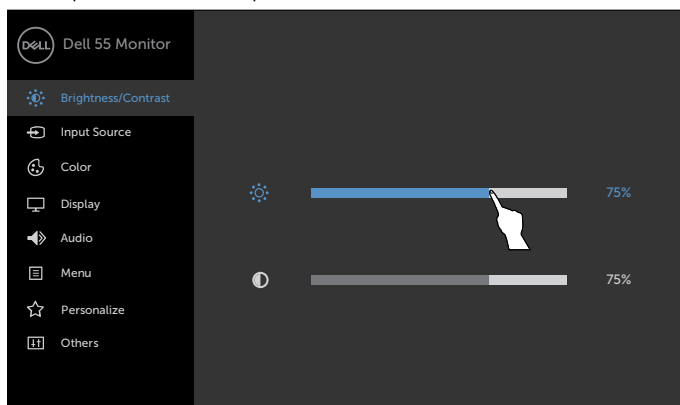 DELL Dell 55 Monitor
Brightness/Contrast
Input Source
Color
Display
Audio
Menu
Personalize
Others
75%
75%